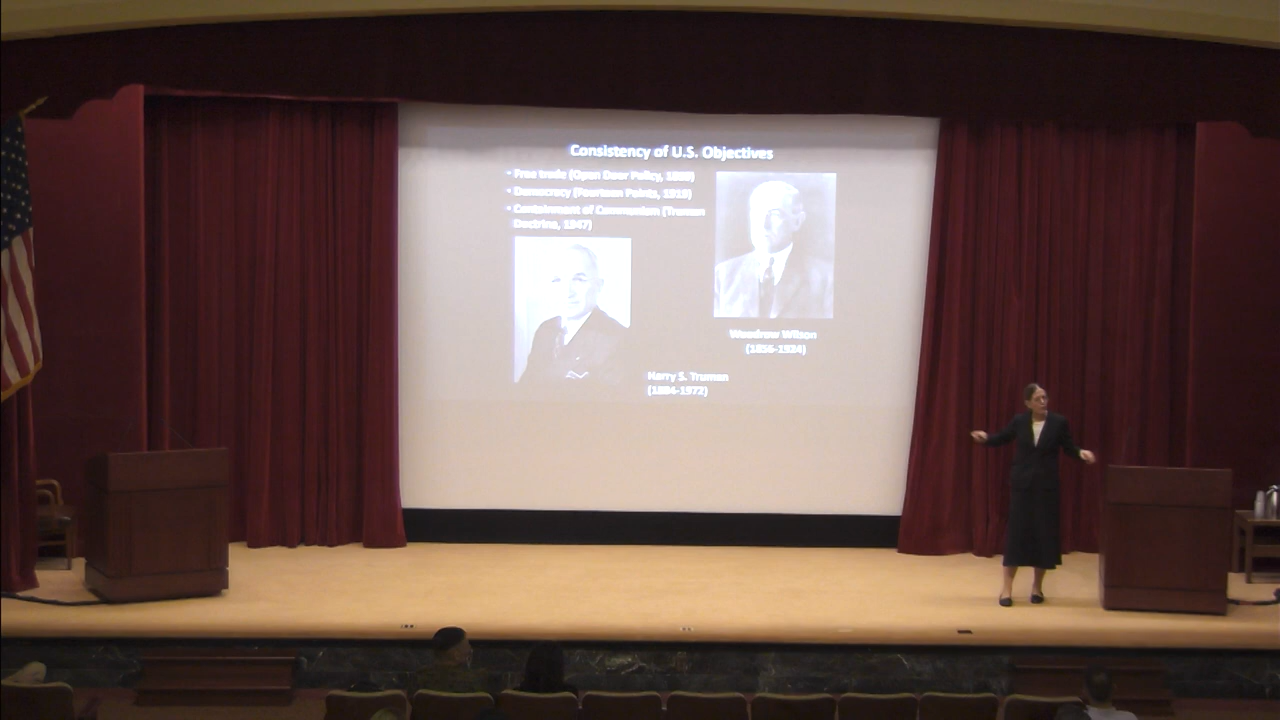 Consistency of U.S. Objectives
• Free trade (Open Door Policy, 1899)
• Democracy (Fourteen Points, 1918)
• Containment of Communism (Truman
Doctrine, 1947)
Woodrow Wilson
(1856-1924)
Harry S. Truman
(1884-1972)